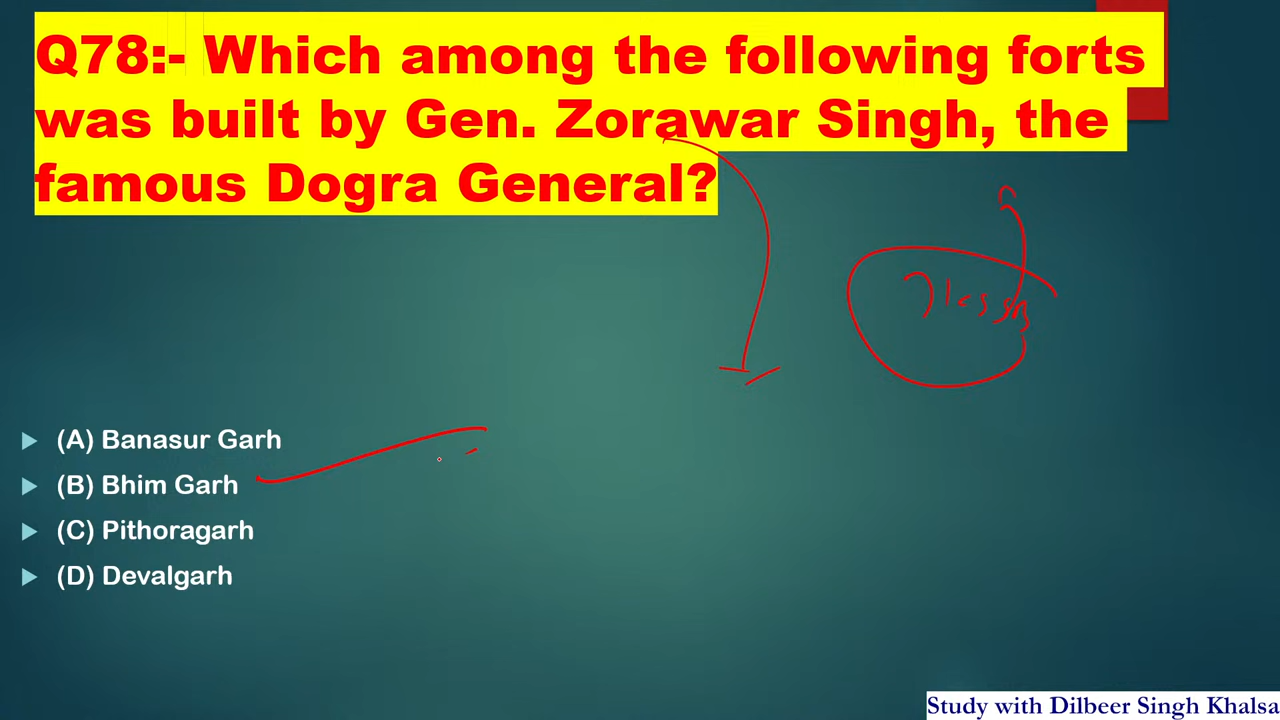 Q78:- Which among the following forts
was built by Gen. Zorawar Singh, the
famous Dogra General?
(A) Banasur Garh
(B) Bhim Garh
(C) Pithoragarh
(D) Devalgarh
Study with Dilbeer Singh Khalsa